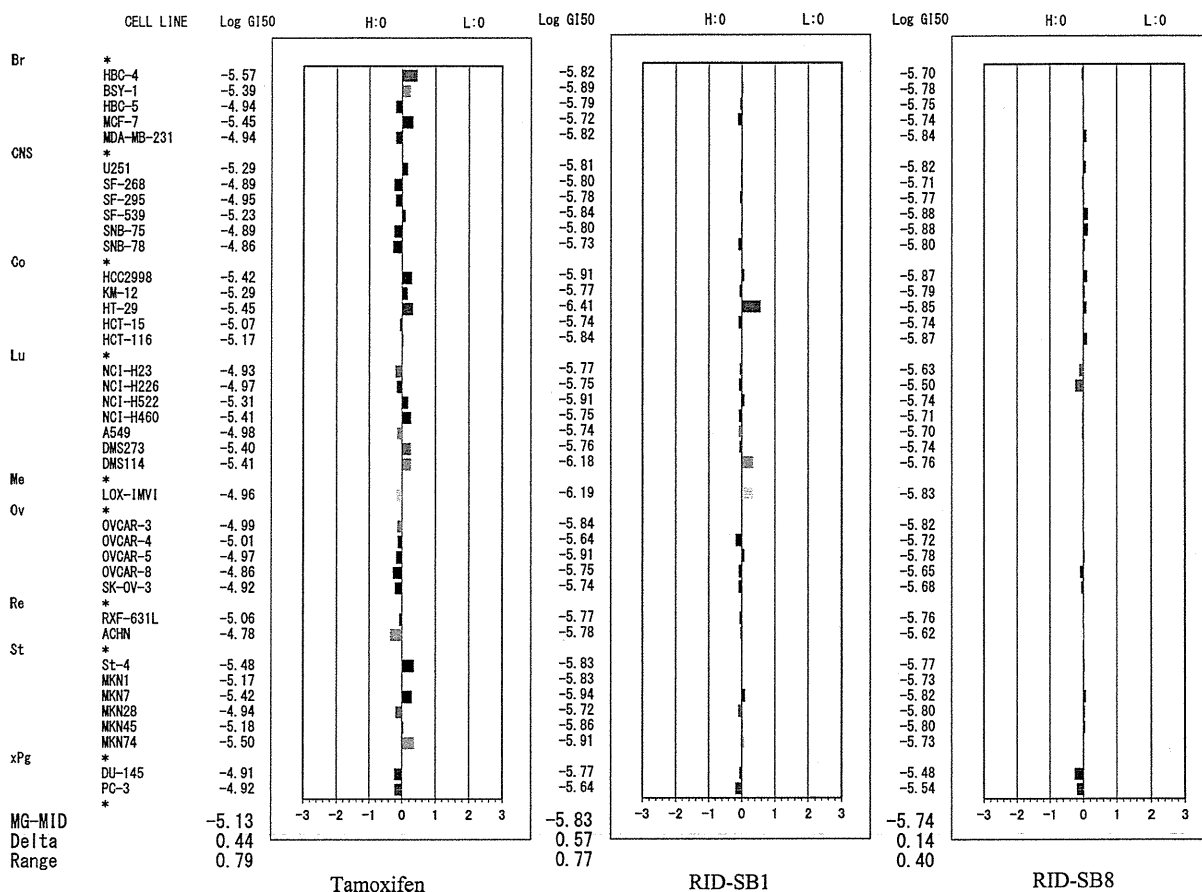 CELL LINE Log GI50 H:0 L:0 Log GI50 H:0 L:0 Log GI50 H:0 L:0
Br *
HBC-4 -5.57 -5.82 -5.70
BSY-1 -5.39 -5.89 -5.78
HBC-5 -4.94 -5.79 -5.75
MCF-7 -5.45 -5.72 -5.74
MDA-MB-231 -4.94 -5.82 -5.84
CNS *
U251 -5.29 -5.81 -5.82
SF-268 -4.89 -5.80 -5.71
SF-295 -4.95 -5.78 -5.77
SF-539 -5.23 -5.84 -5.88
SNB-75 -4.89 -5.80 -5.88
SNB-78 -4.86 -5.73 -5.80
Co *
HCC2998 -5.42 -5.91 -5.87
KM-12 -5.29 -5.77 -5.79
HT-29 -5.45 -6.41 -5.85
HCT-15 -5.07 -5.74 -5.74
HCT-116 -5.17 -5.84 -5.87
Lu *
NCI-H23 -4.93 -5.77 -5.63
NCI-H226 -4.97 -5.75 -5.50
NCI-H522 -5.31 -5.91 -5.74
NCI-H460 -5.41 -5.75 -5.71
A549 -4.98 -5.74 -5.70
DMS273 -5.40 -5.76 -5.74
DMS114 -5.41 -6.18 -5.76
Me *
LOX-IMVI -4.96 -6.19 -5.83
Ov *
OVCAR-3 -4.99 -5.84 -5.82
OVCAR-4 -5.01 -5.64 -5.72
OVCAR-5 -4.97 -5.91 -5.78
OVCAR-8 -4.86 -5.75 -5.65
SK-OV-3 -4.92 -5.74 -5.68
Re *
RXF-631L -5.06 -5.77 -5.76
ACHN -4.78 -5.78 -5.62
St *
St-4 -5.48 -5.83 -5.77
MKN1 -5.17 -5.83 -5.73
MKN7 -5.42 -5.94 -5.82
MKN28 -4.94 -5.72 -5.80
MKN45 -5.18 -5.86 -5.80
MKN74 -5.50 -5.91 -5.73
xPg *
DU-145 -4.91 -5.77 -5.48
PC-3 -4.92 -5.64 -5.54
*
-3 -2 -1 0 1 2 3 -3 -2 -1 0 1 2 3 -3 -2 -1 0 1 2 3
MG-MID -5.13 -5.83 -5.74
Delta 0.44 0.57 0.14
Range 0.79 0.77 0.40
Tamoxifen RID-SB1 RID-SB8